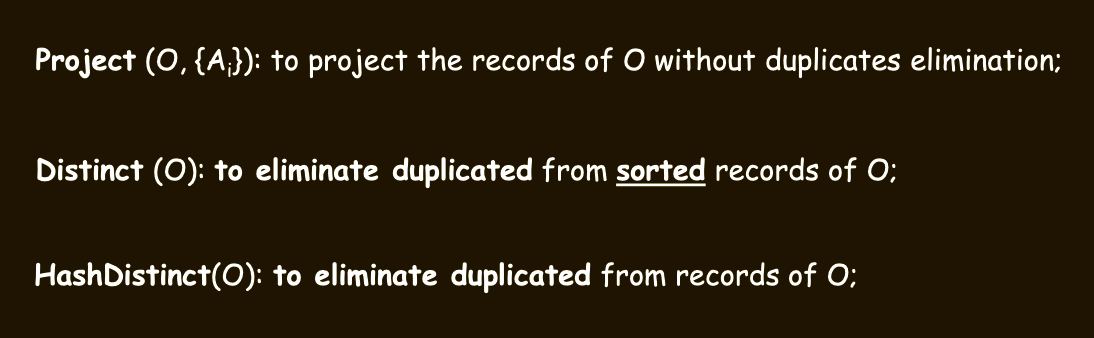 Project (O, {Ai}): to project the records of O without duplicates elimination;
Distinct (O): to eliminate duplicated from sorted records of O;
HashDistinct(O): to eliminate duplicated from records of O;